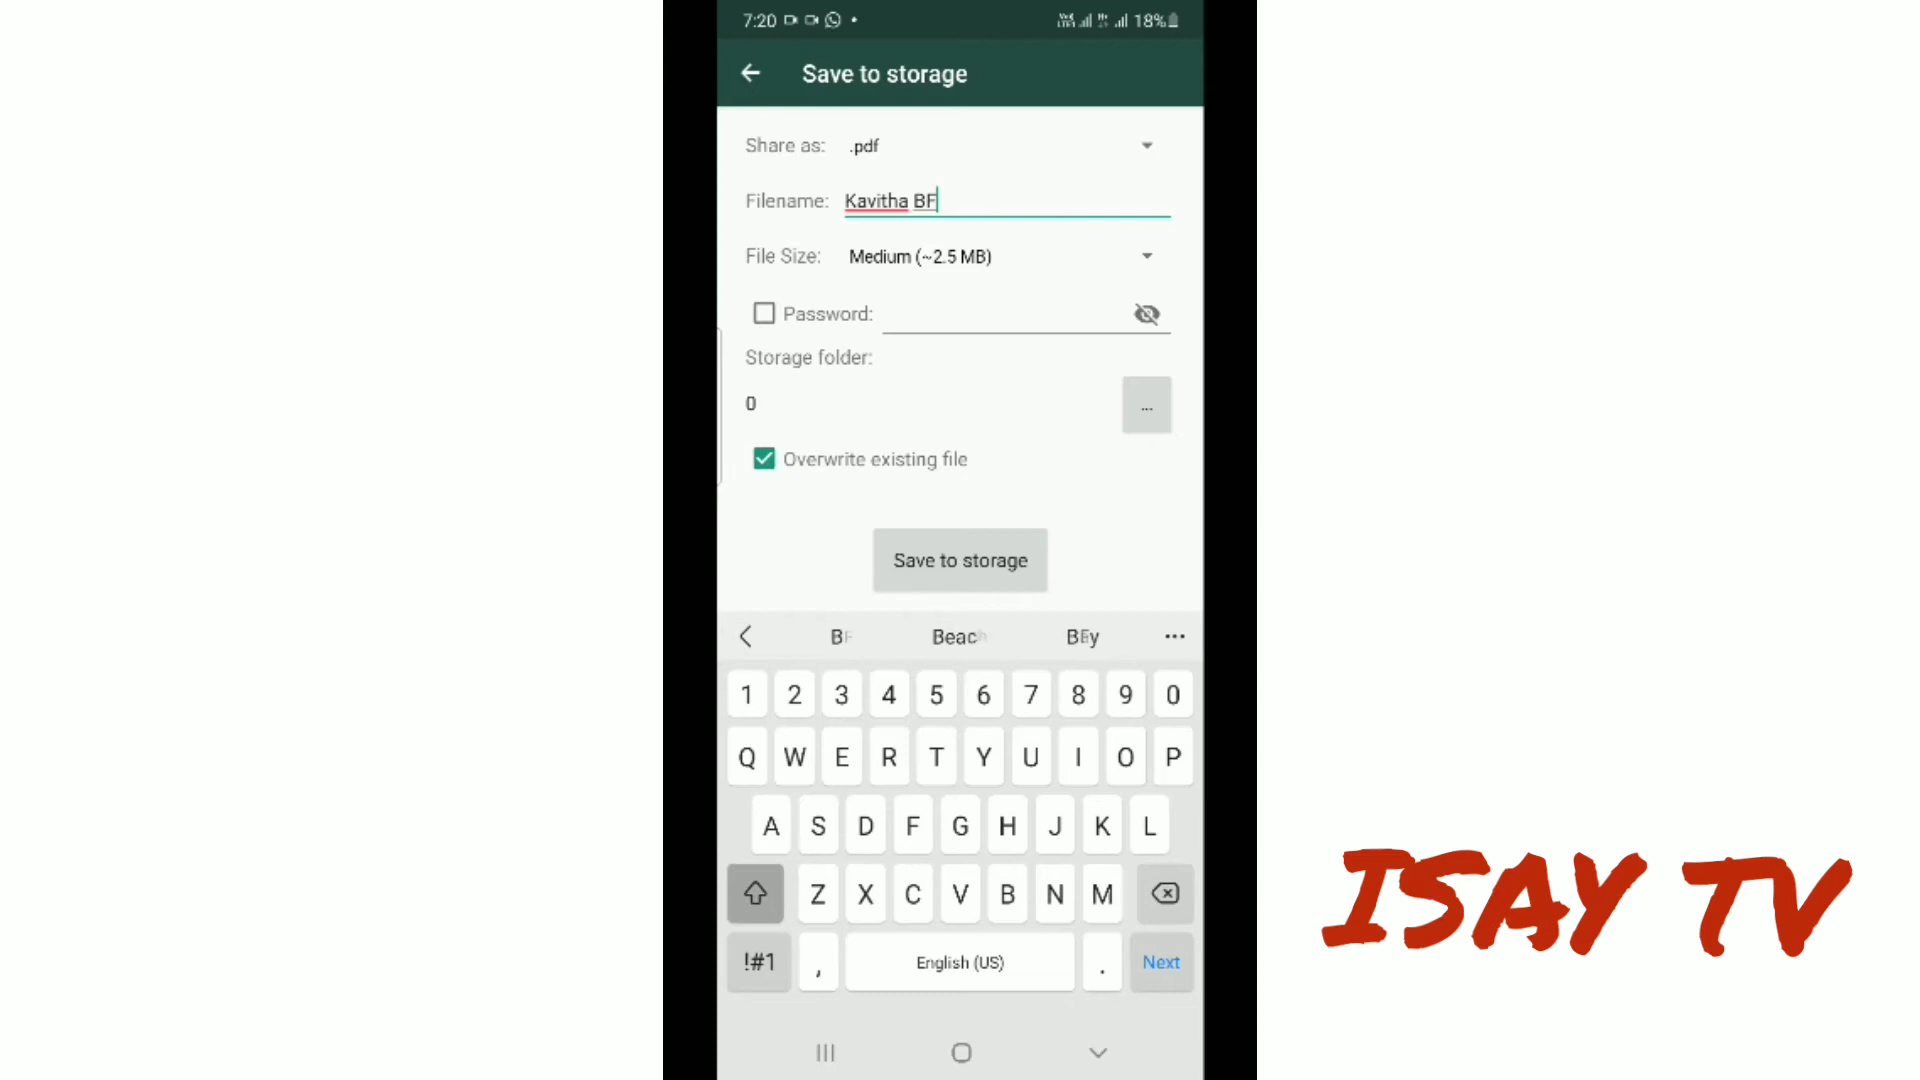 7:20 18%
Save to storage
Share as: .pdf
Filename: Kavitha BF
File Size: Medium (~2.5 MB)
Password:
Storage folder:
0
...
Overwrite existing file
Save to storage
1 2 3 4 5 6 7 8 9 0
Q W E R T Y U I O P
A S D F G H J K L
Z X C V B N M
!#1 , English (US) . Next
ISAY TV